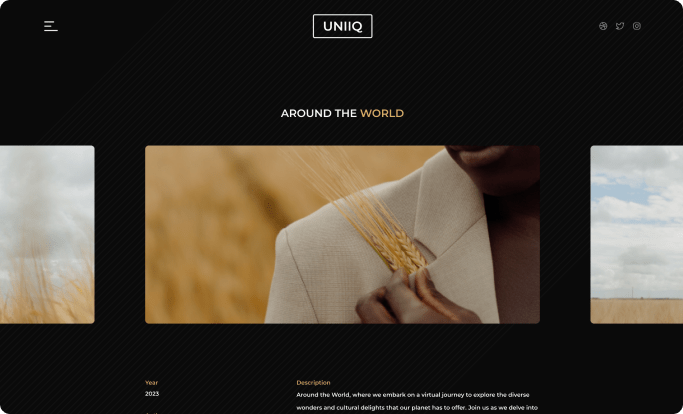 UNIIQ
AROUND THE WORLD
Year
2023
Description
Around the World, where we embark on a virtual journey to explore the diverse
wonders and cultural delights that our planet has to offer. Join us as we delve into